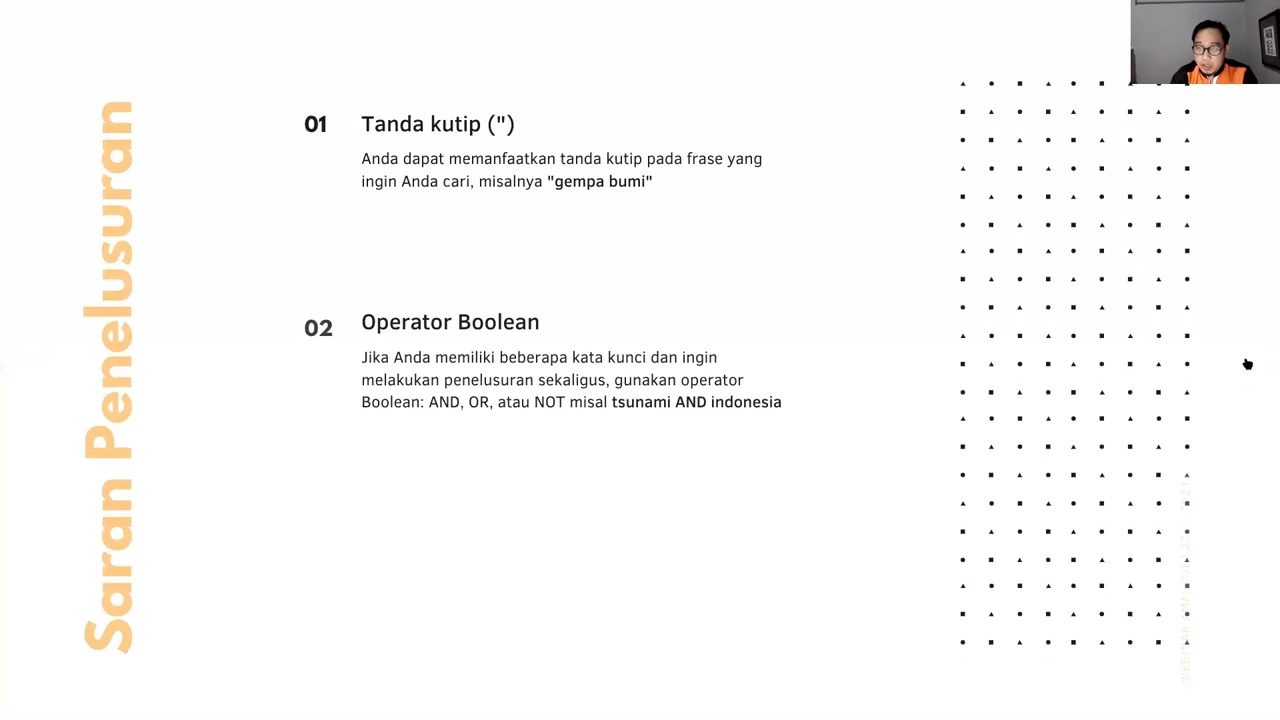 Saran Penelusuran
01
Tanda kutip (")
Anda dapat memanfaatkan tanda kutip pada frase yang
ingin Anda cari, misalnya "gempa bumi"
02
Operator Boolean
Jika Anda memiliki beberapa kata kunci dan ingin
melakukan penelusuran sekaligus, gunakan operator
Boolean: AND, OR, atau NOT misal tsunami AND indonesia